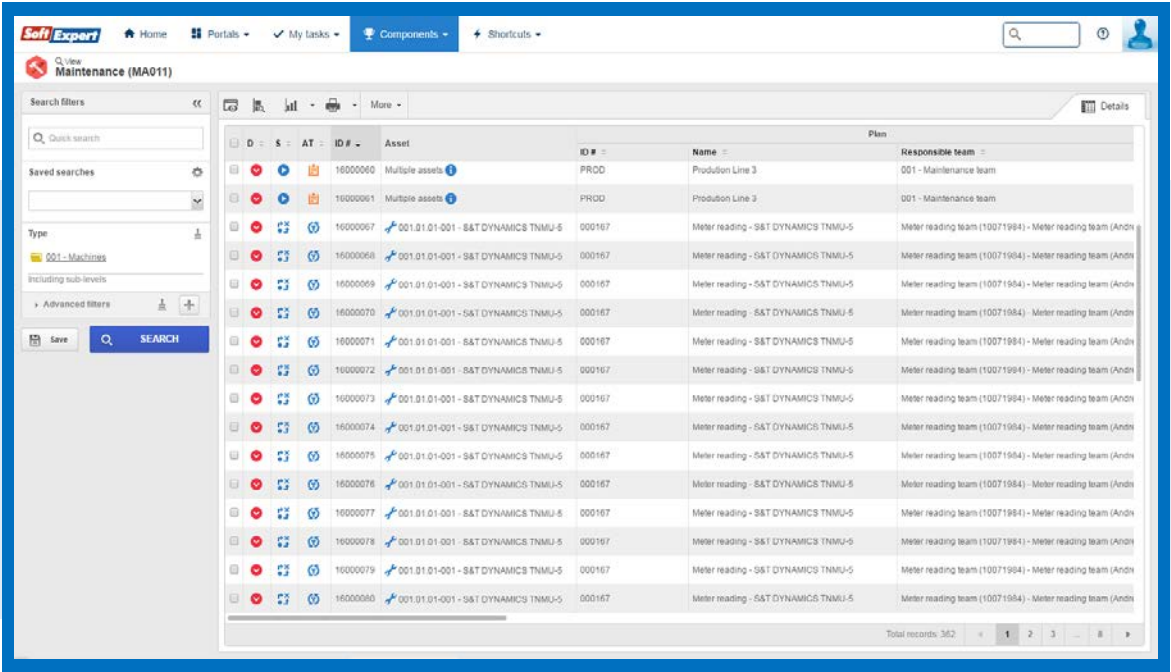 Soft Expert Home Portals My tasks Components Shortcuts
View
Maintenance (MA011)
Search filters
Quick search
Saved searches
Type
001 - Machines
Including sub-levels
Advanced filters
Save SEARCH
More Details
D S AT ID # Asset Plan
ID # Name Responsible team
16000060 Multiple assets PROD Prodution Line 3 001 - Maintenance team
16000061 Multiple assets PROD Prodution Line 3 001 - Maintenance team
16000067 001.01.01-001 - S&T DYNAMICS TNMU-5 000167 Meter reading - S&T DYNAMICS TNMU-5 Meter reading team (10071984) - Meter reading team (Andre
16000068 001.01.01-001 - S&T DYNAMICS TNMU-5 000167 Meter reading - S&T DYNAMICS TNMU-5 Meter reading team (10071984) - Meter reading team (Andre
16000069 001.01.01-001 - S&T DYNAMICS TNMU-5 000167 Meter reading - S&T DYNAMICS TNMU-5 Meter reading team (10071984) - Meter reading team (Andre
16000070 001.01.01-001 - S&T DYNAMICS TNMU-5 000167 Meter reading - S&T DYNAMICS TNMU-5 Meter reading team (10071984) - Meter reading team (Andre
16000071 001.01.01-001 - S&T DYNAMICS TNMU-5 000167 Meter reading - S&T DYNAMICS TNMU-5 Meter reading team (10071984) - Meter reading team (Andre
16000072 001.01.01-001 - S&T DYNAMICS TNMU-5 000167 Meter reading - S&T DYNAMICS TNMU-5 Meter reading team (10071984) - Meter reading team (Andre
16000073 001.01.01-001 - S&T DYNAMICS TNMU-5 000167 Meter reading - S&T DYNAMICS TNMU-5 Meter reading team (10071984) - Meter reading team (Andre
16000074 001.01.01-001 - S&T DYNAMICS TNMU-5 000167 Meter reading - S&T DYNAMICS TNMU-5 Meter reading team (10071984) - Meter reading team (Andre
16000075 001.01.01-001 - S&T DYNAMICS TNMU-5 000167 Meter reading - S&T DYNAMICS TNMU-5 Meter reading team (10071984) - Meter reading team (Andre
16000076 001.01.01-001 - S&T DYNAMICS TNMU-5 000167 Meter reading - S&T DYNAMICS TNMU-5 Meter reading team (10071984) - Meter reading team (Andre
16000077 001.01.01-001 - S&T DYNAMICS TNMU-5 000167 Meter reading - S&T DYNAMICS TNMU-5 Meter reading team (10071984) - Meter reading team (Andre
16000078 001.01.01-001 - S&T DYNAMICS TNMU-5 000167 Meter reading - S&T DYNAMICS TNMU-5 Meter reading team (10071984) - Meter reading team (Andre
16000079 001.01.01-001 - S&T DYNAMICS TNMU-5 000167 Meter reading - S&T DYNAMICS TNMU-5 Meter reading team (10071984) - Meter reading team (Andre
16000080 001.01.01-001 - S&T DYNAMICS TNMU-5 000167 Meter reading - S&T DYNAMICS TNMU-5 Meter reading team (10071984) - Meter reading team (Andre
Total records: 362 1 2 3 ... 8